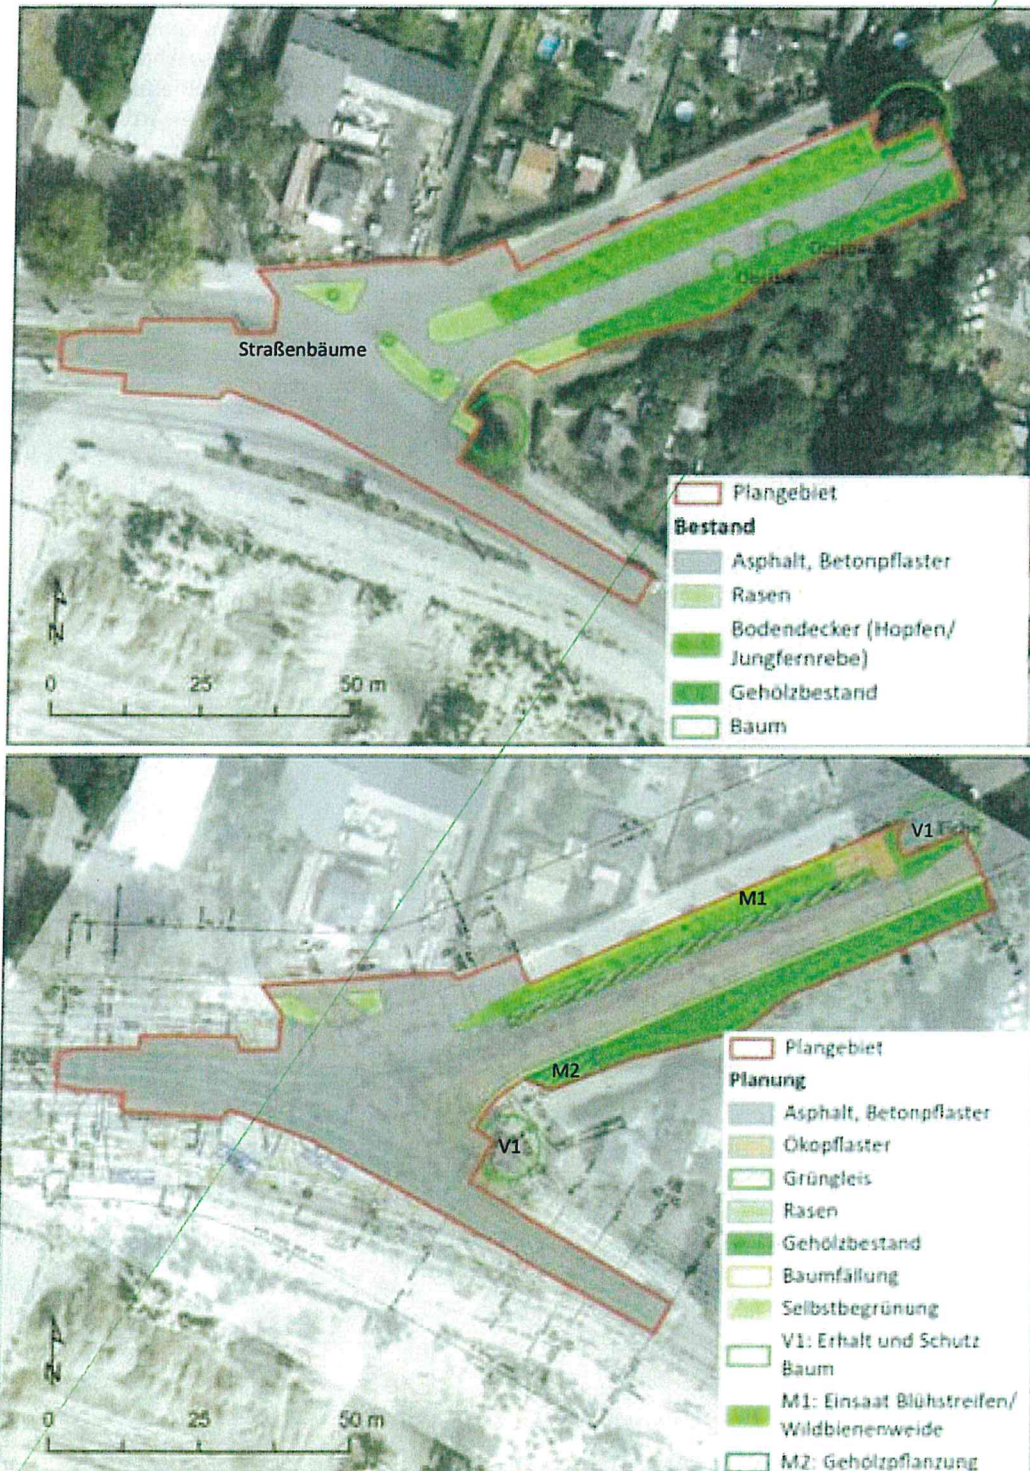 Straßenbäume
Plangebiet
Bestand
Asphalt, Betonpflaster
Rasen
Bodendecker (Hopfen/
Jungfernrebe)
Gehölzbestand
Baum
N
0 25 50 m
V1
M1
M2
V1
Plangebiet
Planung
Asphalt, Betonpflaster
Ökopflaster
Grüngleis
Rasen
Gehölzbestand
Baumfällung
Selbstbegrünung
V1: Erhalt und Schutz
Baum
M1: Einsaat Blühstreifen/
Wildbienenweide
M2: Gehölzpflanzung
N
0 25 50 m